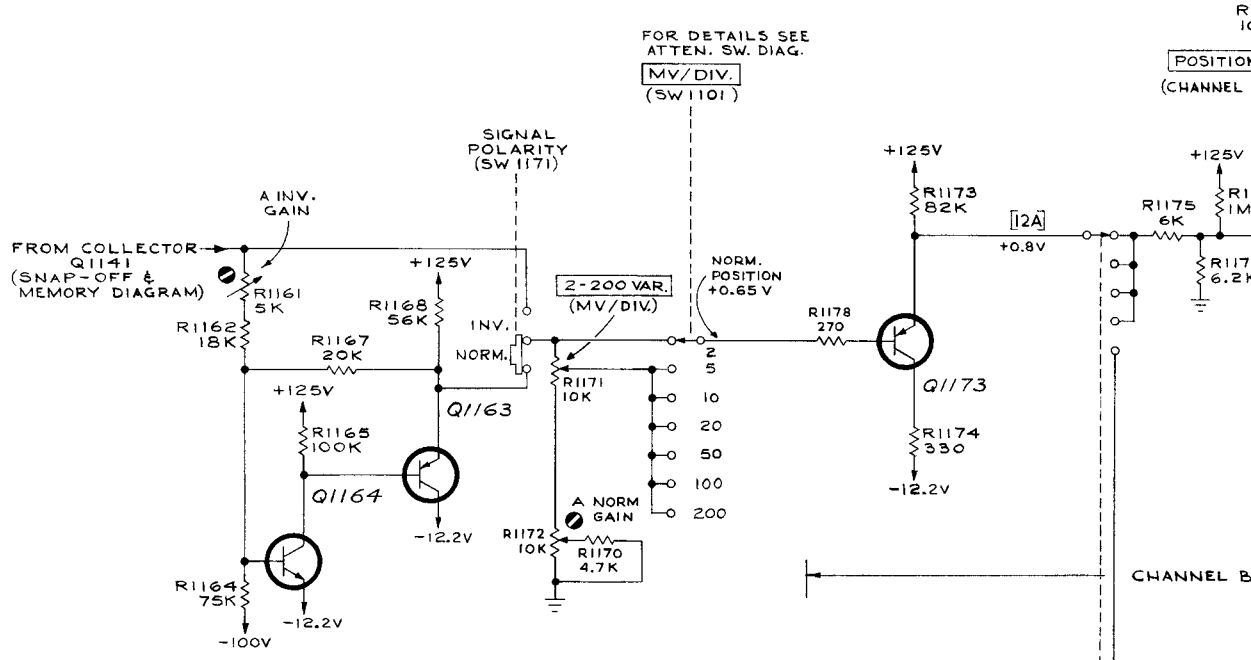 FOR DETAILS SEE
ATTEN. SW. DIAG.
MV/DIV.
(SW1101)
SIGNAL
POLARITY
(SW1171)
A INV.
GAIN
FROM COLLECTOR
Q1141
(SNAP-OFF &
MEMORY DIAGRAM)
R1161
5K
R1162
18K
R1167
20K
+125V
R1168
56K
INV.
NORM.
2-200 VAR.
(MV/DIV.)
NORM.
POSITION
+0.65V
R1171
10K
2
5
10
20
50
100
200
+125V
R1165
100K
Q1163
Q1164
-12.2V
R1164
75K
-12.2V
-100V
A NORM
GAIN
R1172
10K
R1170
4.7K
R1178
270
+125V
R1173
82K
[12A]
+0.8V
Q1173
R1174
330
-12.2V
POSITION
(CHANNEL
+125V
R1175
6K
1M
6.2K
CHANNEL B